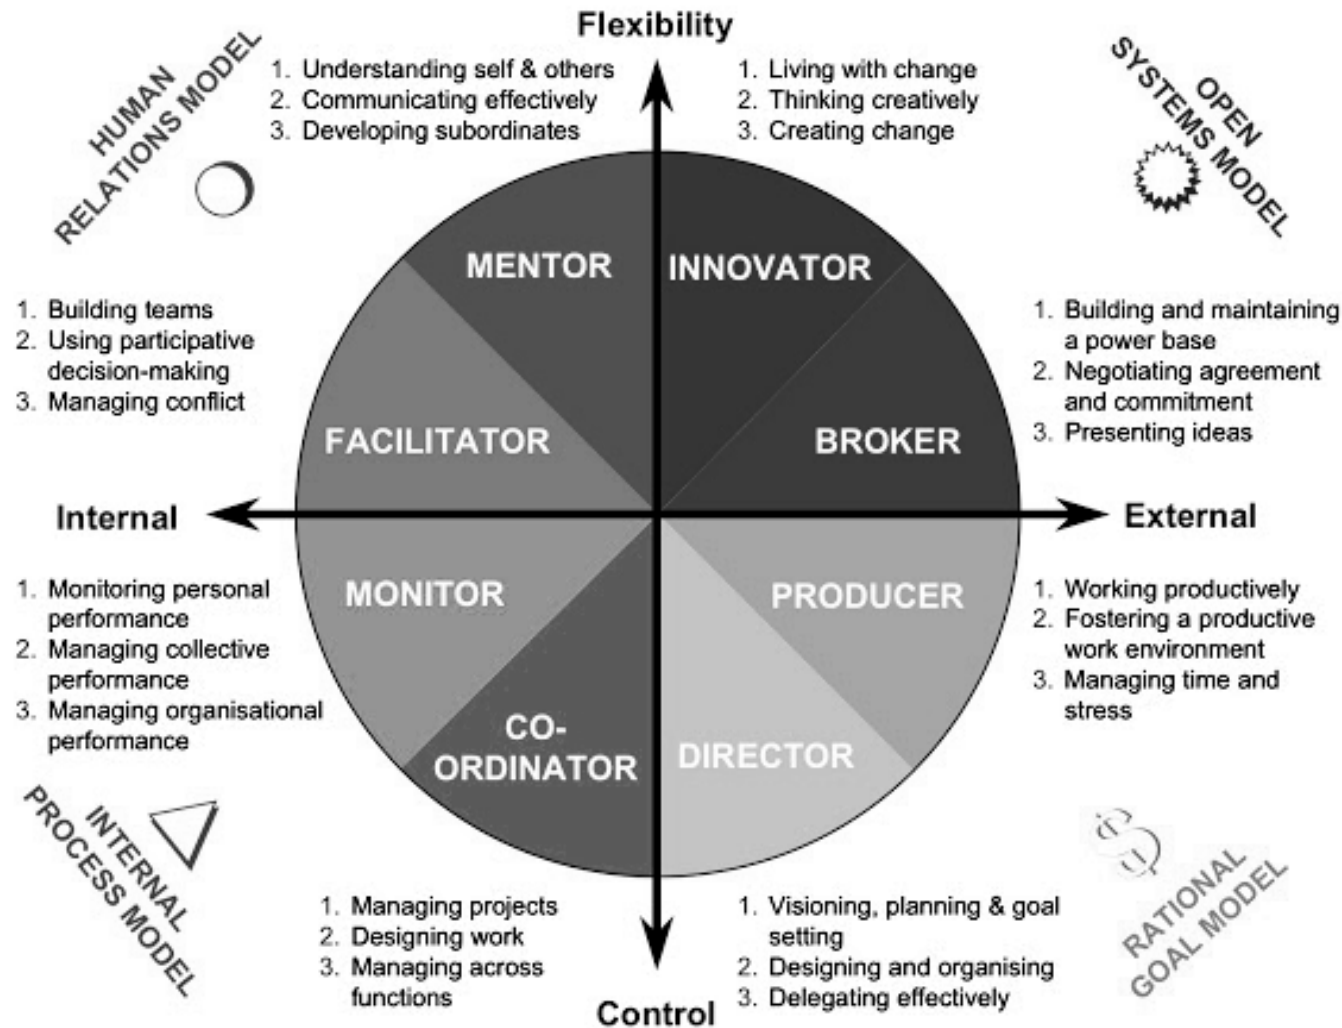 Flexibility
HUMAN
RELATIONS MODEL
1. Understanding self & others
2. Communicating effectively
3. Developing subordinates
1. Living with change
2. Thinking creatively
3. Creating change
OPEN
SYSTEMS MODEL
MENTOR
INNOVATOR
1. Building teams
2. Using participative
decision-making
3. Managing conflict
FACILITATOR
BROKER
1. Building and maintaining
a power base
2. Negotiating agreement
and commitment
3. Presenting ideas
Internal
External
1. Monitoring personal
performance
2. Managing collective
performance
3. Managing organisational
performance
MONITOR
PRODUCER
1. Working productively
2. Fostering a productive
work environment
3. Managing time and
stress
CO-
ORDINATOR
DIRECTOR
INTERNAL
PROCESS MODEL
1. Managing projects
2. Designing work
3. Managing across
functions
1. Visioning, planning & goal
setting
2. Designing and organising
3. Delegating effectively
$
RATIONAL
GOAL MODEL
Control